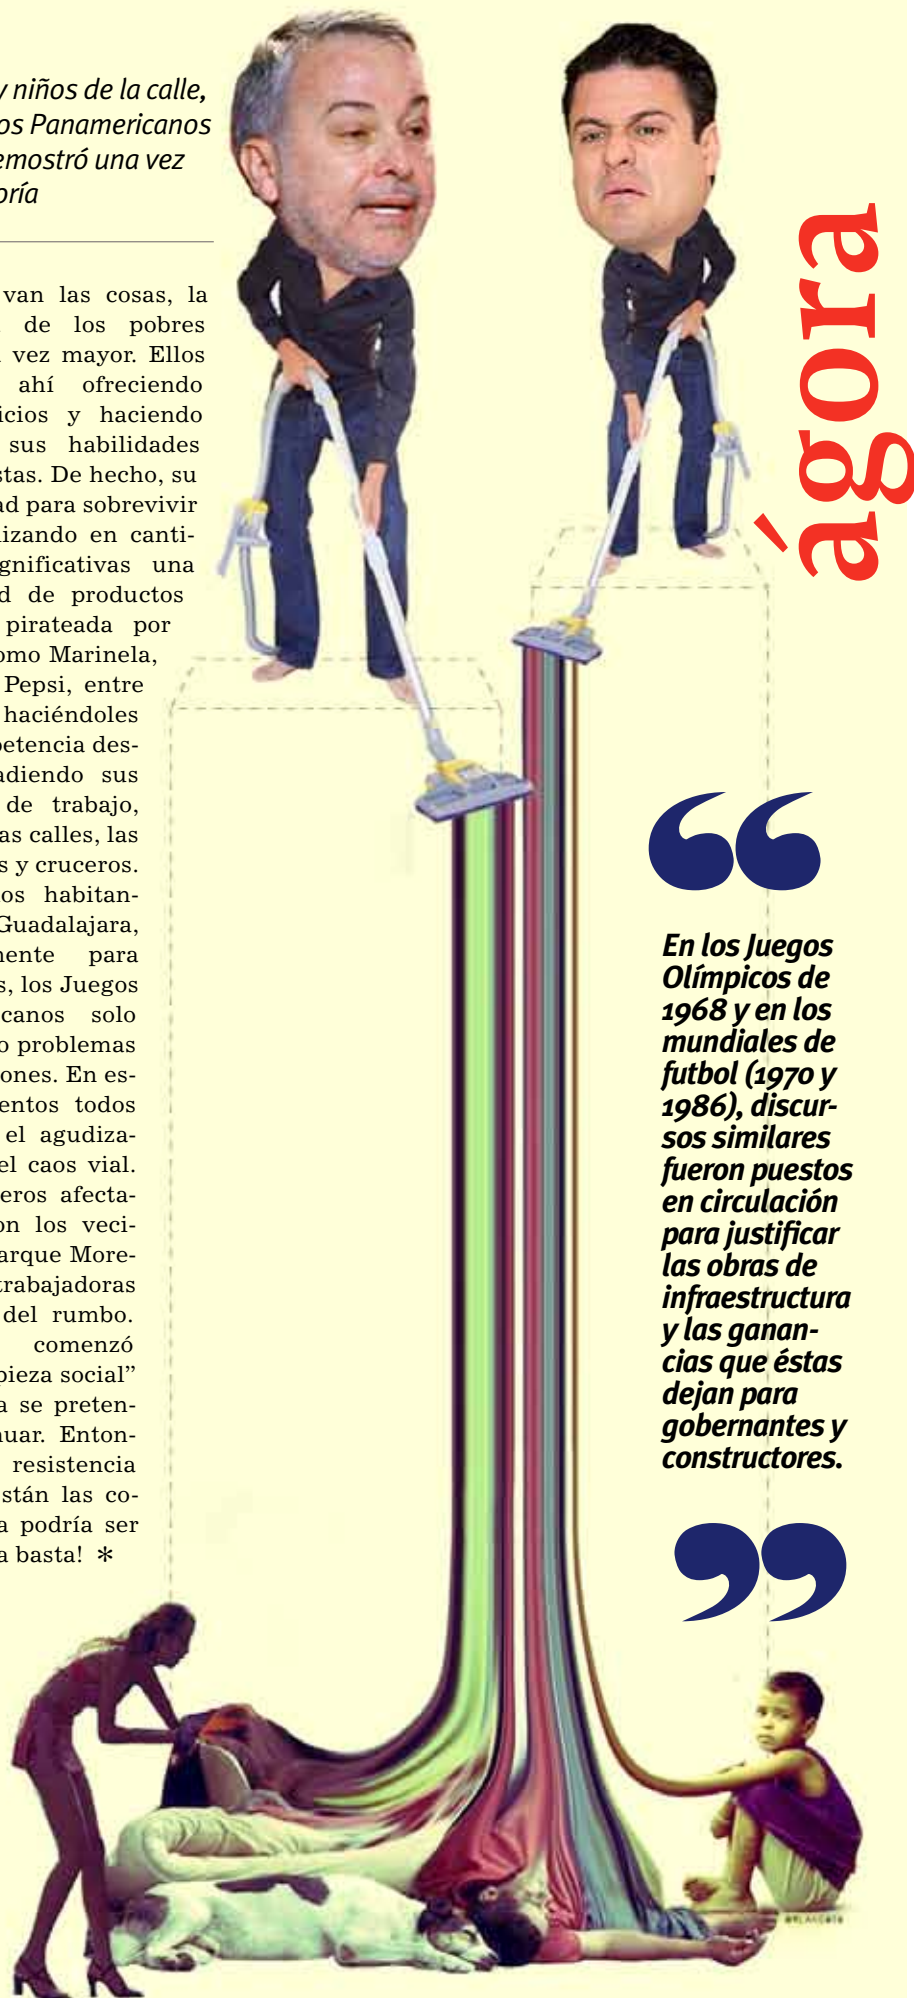 y niños de la calle,
os Panamericanos
emostró una vez
oría
van las cosas, la
de los pobres
vez mayor. Ellos
ahí ofreciendo
icios y haciendo
sus habilidades
stas. De hecho, su
ad para sobrevivir
lizando en canti-
gnificativas una
d de productos
pirateada por
omo Marinela,
Pepsi, entre
haciéndoles
petencia des-
adiendo sus
de trabajo,
as calles, las
s y cruceros.
os habitan-
Guadalajara,
mente para
s, los Juegos
canos solo
o problemas
ones. En es-
entos todos
el agudiza-
el caos vial.
eros afecta-
on los veci-
arque More-
trabajadoras
del rumbo.
comenzó
pieza social”
a se preten-
nuar. Enton-
resistencia
stán las co-
a podría ser
a basta! *
ágora
“
En los Juegos
Olímpicos de
1968 y en los
mundiales de
futbol (1970 y
1986), discur-
sos similares
fueron puestos
en circulación
para justificar
las obras de
infraestructura
y las ganan-
cias que éstas
dejan para
gobernantes y
constructores.
”